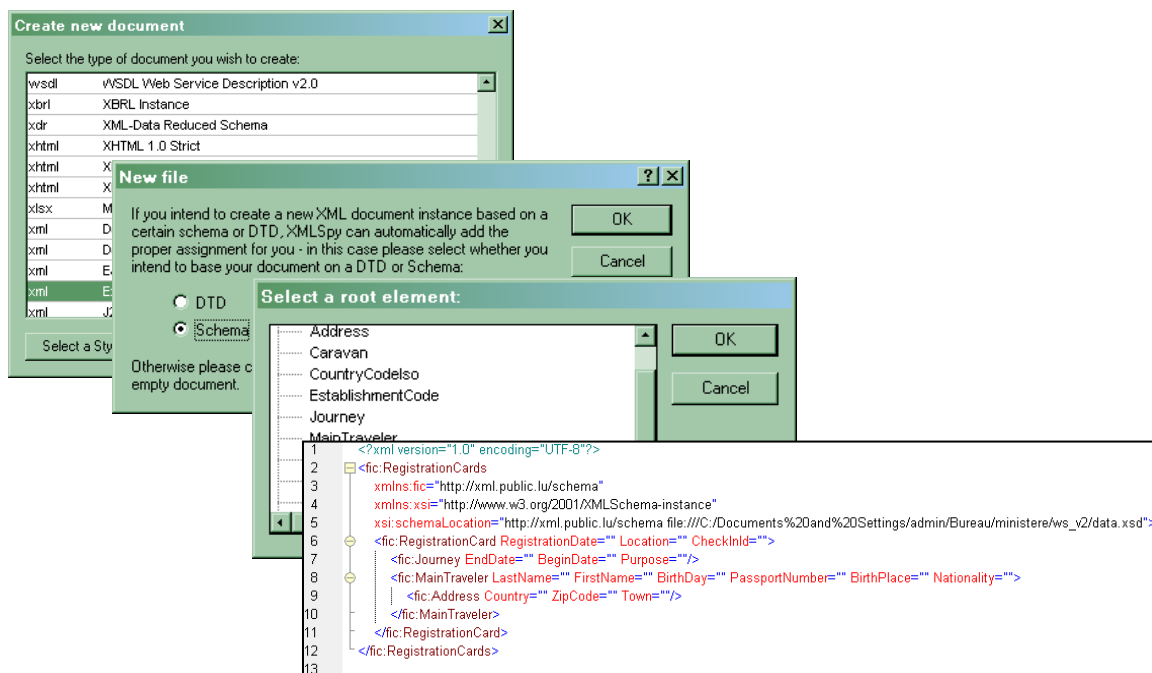 Create new document
Select the type of document you wish to create:
wsdl WSDL Web Service Description v2.0
xbrl XBRL Instance
xdr XML-Data Reduced Schema
xhtml XHTML 1.0 Strict
xhtml X
xhtml X
xlsx M
xml D
xml D
xml
xml
xml J2
Select a Sty
New file
If you intend to create a new XML document instance based on a
certain schema or DTD, XMLSpy can automatically add the
proper assignment for you - in this case please select whether you
intend to base your document on a DTD or Schema:
OK
Cancel
DTD
Schema
Otherwise please c
empty document.
Select a root element:
Address
Caravan
CountryCodeIso
EstablishmentCode
Journey
MainTraveler
OK
Cancel
1 <?xml version="1.0" encoding="UTF-8"?>
2 <fic:RegistrationCards
3 xmlns:fic="http://xml.public.lu/schema"
4 xmlns:xsi="http://www.w3.org/2001/XMLSchema-instance"
5 xsi:schemaLocation="http://xml.public.lu/schema file:///C:/Documents%20and%20Settings/admin/Bureau/ministere/ws_v2/data.xsd">
6 <fic:RegistrationCard RegistrationDate="" Location="" CheckInId="">
7 <fic:Journey EndDate="" BeginDate="" Purpose=""/>
8 <fic:MainTraveler LastName="" FirstName="" BirthDay="" PassportNumber="" BirthPlace="" Nationality="">
9 <fic:Address Country="" ZipCode="" Town=""/>
10 </fic:MainTraveler>
11 </fic:RegistrationCard>
12 </fic:RegistrationCards>
13